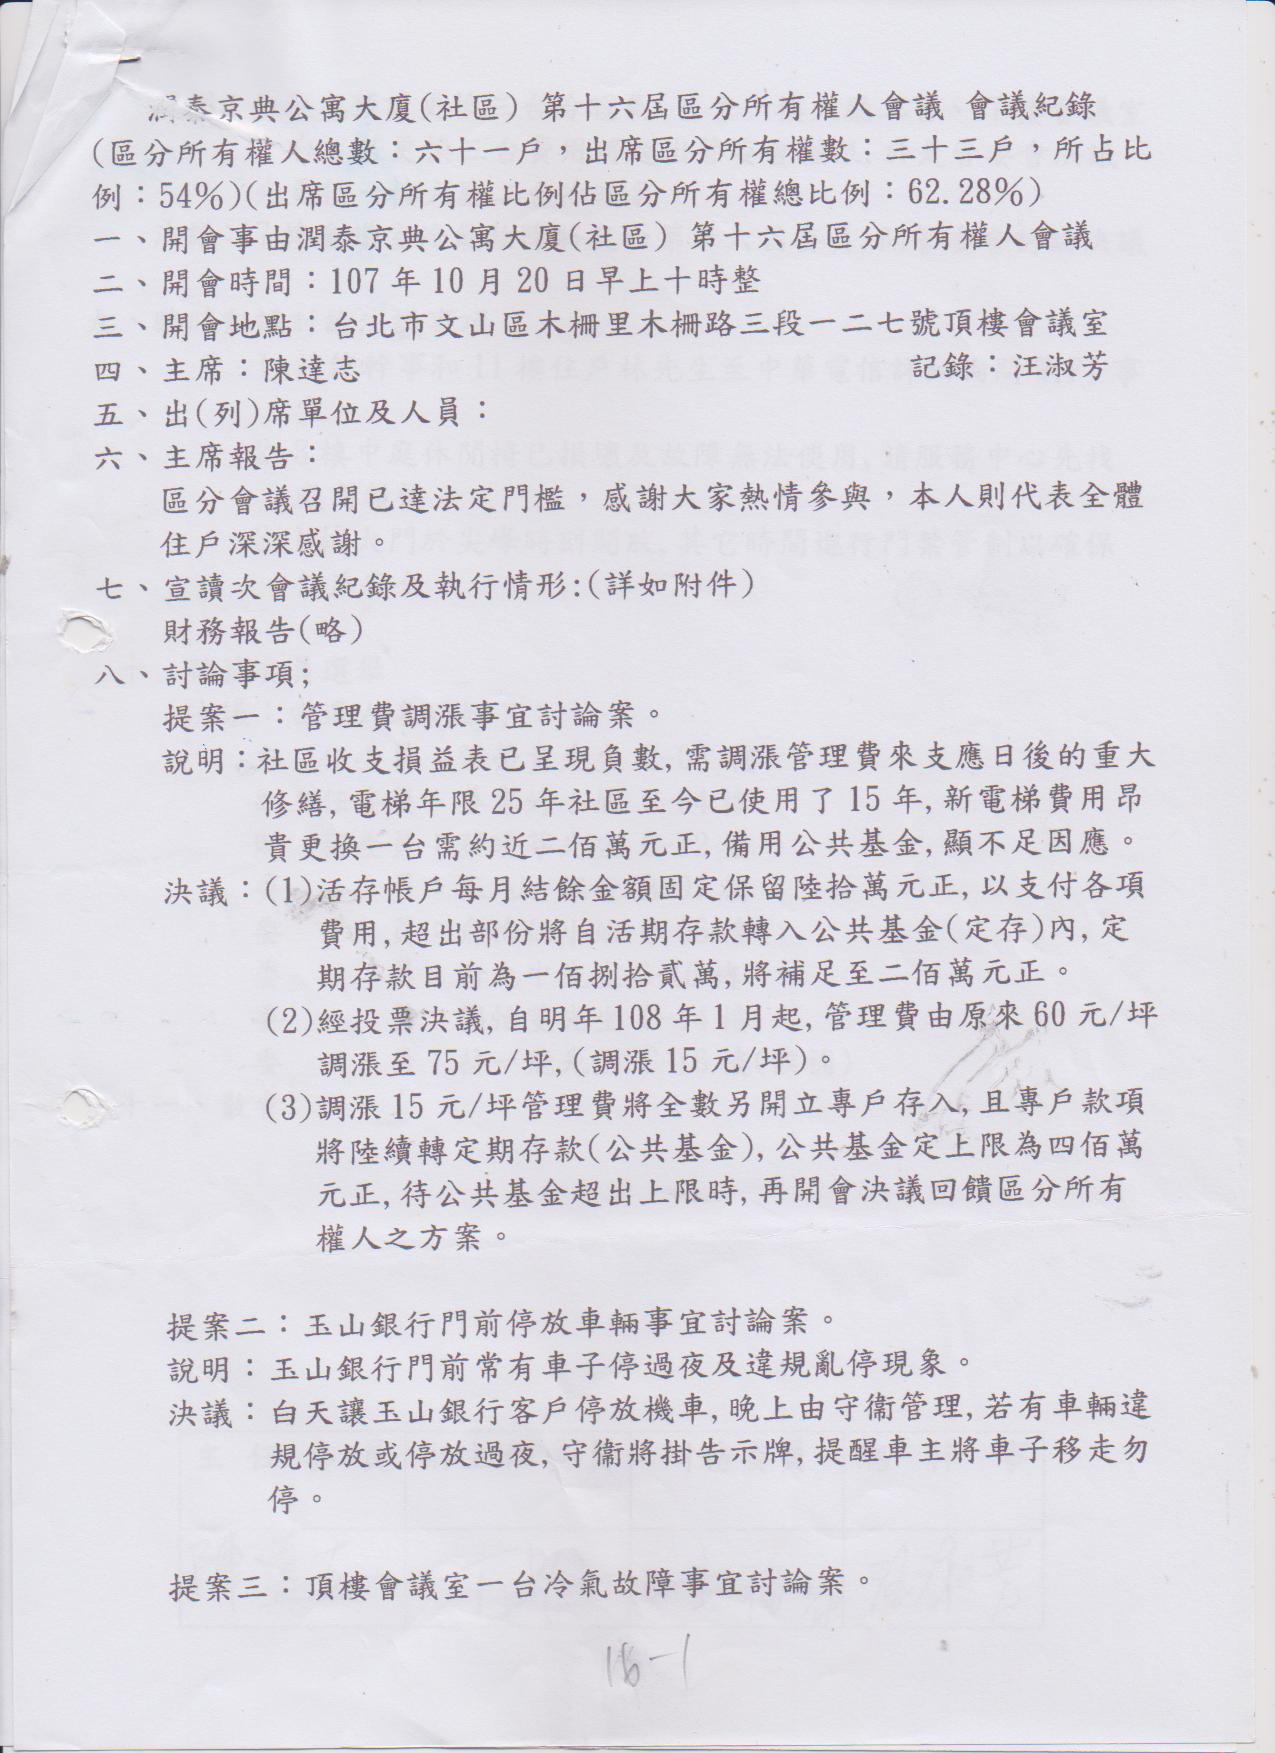 潤泰京典公寓大廈(社區) 第十六屆區分所有權人會議 會議紀錄
(區分所有權人總數：六十一戶，出席區分所有權數：三十三戶，所占比
例：54%)(出席區分所有權比例佔區分所有權總比例：62.28%)
一、開會事由潤泰京典公寓大廈(社區) 第十六屆區分所有權人會議
二、開會時間：107 年 10 月 20 日早上十時整
三、開會地點：台北市文山區木柵里木柵路三段一二七號頂樓會議室
四、主席：陳達志 記錄：汪淑芳
五、出(列)席單位及人員：
六、主席報告：
區分會議召開已達法定門檻，感謝大家熱情參與，本人則代表全體
住戶深深感謝。
七、宣讀次會議紀錄及執行情形:(詳如附件)
財務報告(略)
八、討論事項;
提案一：管理費調漲事宜討論案。
說明：社區收支損益表已呈現負數,需調漲管理費來支應日後的重大
修繕,電梯年限 25 年社區至今已使用了 15 年,新電梯費用昂
貴更換一台需約近二佰萬元正,備用公共基金,顯不足因應。
決議：(1)活存帳戶每月結餘金額固定保留陸拾萬元正,以支付各項
費用,超出部份將自活期存款轉入公共基金(定存)內,定
期存款目前為一佰捌拾貳萬,將補足至二佰萬元正。
(2)經投票決議,自明年 108 年 1 月起,管理費由原來 60 元/坪
調漲至 75 元/坪,(調漲 15 元/坪)。
(3)調漲 15 元/坪管理費將全數另開立專戶存入,且專戶款項
將陸續轉定期存款(公共基金),公共基金定上限為四佰萬
元正,待公共基金超出上限時,再開會決議回饋區分所有
權人之方案。
提案二：玉山銀行門前停放車輛事宜討論案。
說明：玉山銀行門前常有車子停過夜及違規亂停現象。
決議：白天讓玉山銀行客戶停放機車,晚上由守衛管理,若有車輛違
規停放或停放過夜,守衛將掛告示牌,提醒車主將車子移走勿
停。
提案三：頂樓會議室一台冷氣故障事宜討論案。
16-1